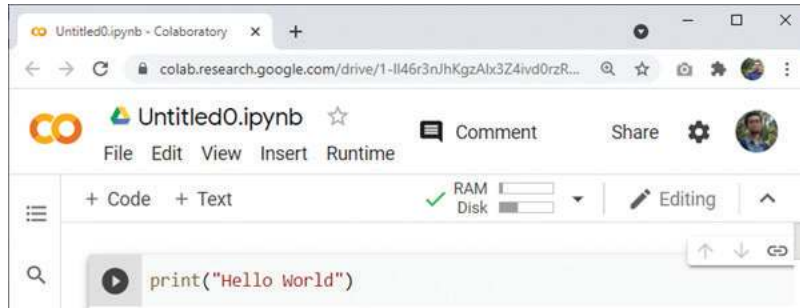 Untitled0.ipynb - Colaboratory
colab.research.google.com/drive/1-II46r3nJhKgzAIx3Z4ivd0rzR...
Untitled0.ipynb
Comment
Share
File Edit View Insert Runtime
+ Code + Text
RAM
Disk
Editing
print("Hello World")